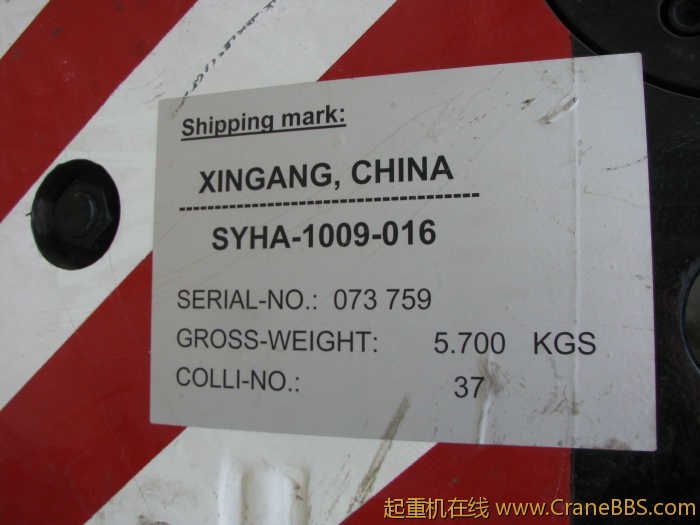 Shipping mark:
XINGANG, CHINA
SYHA-1009-016
SERIAL-NO.: 073 759
GROSS-WEIGHT: 5.700 KGS
COLLI-NO.: 37
起重机在线 www.CraneBBS.com